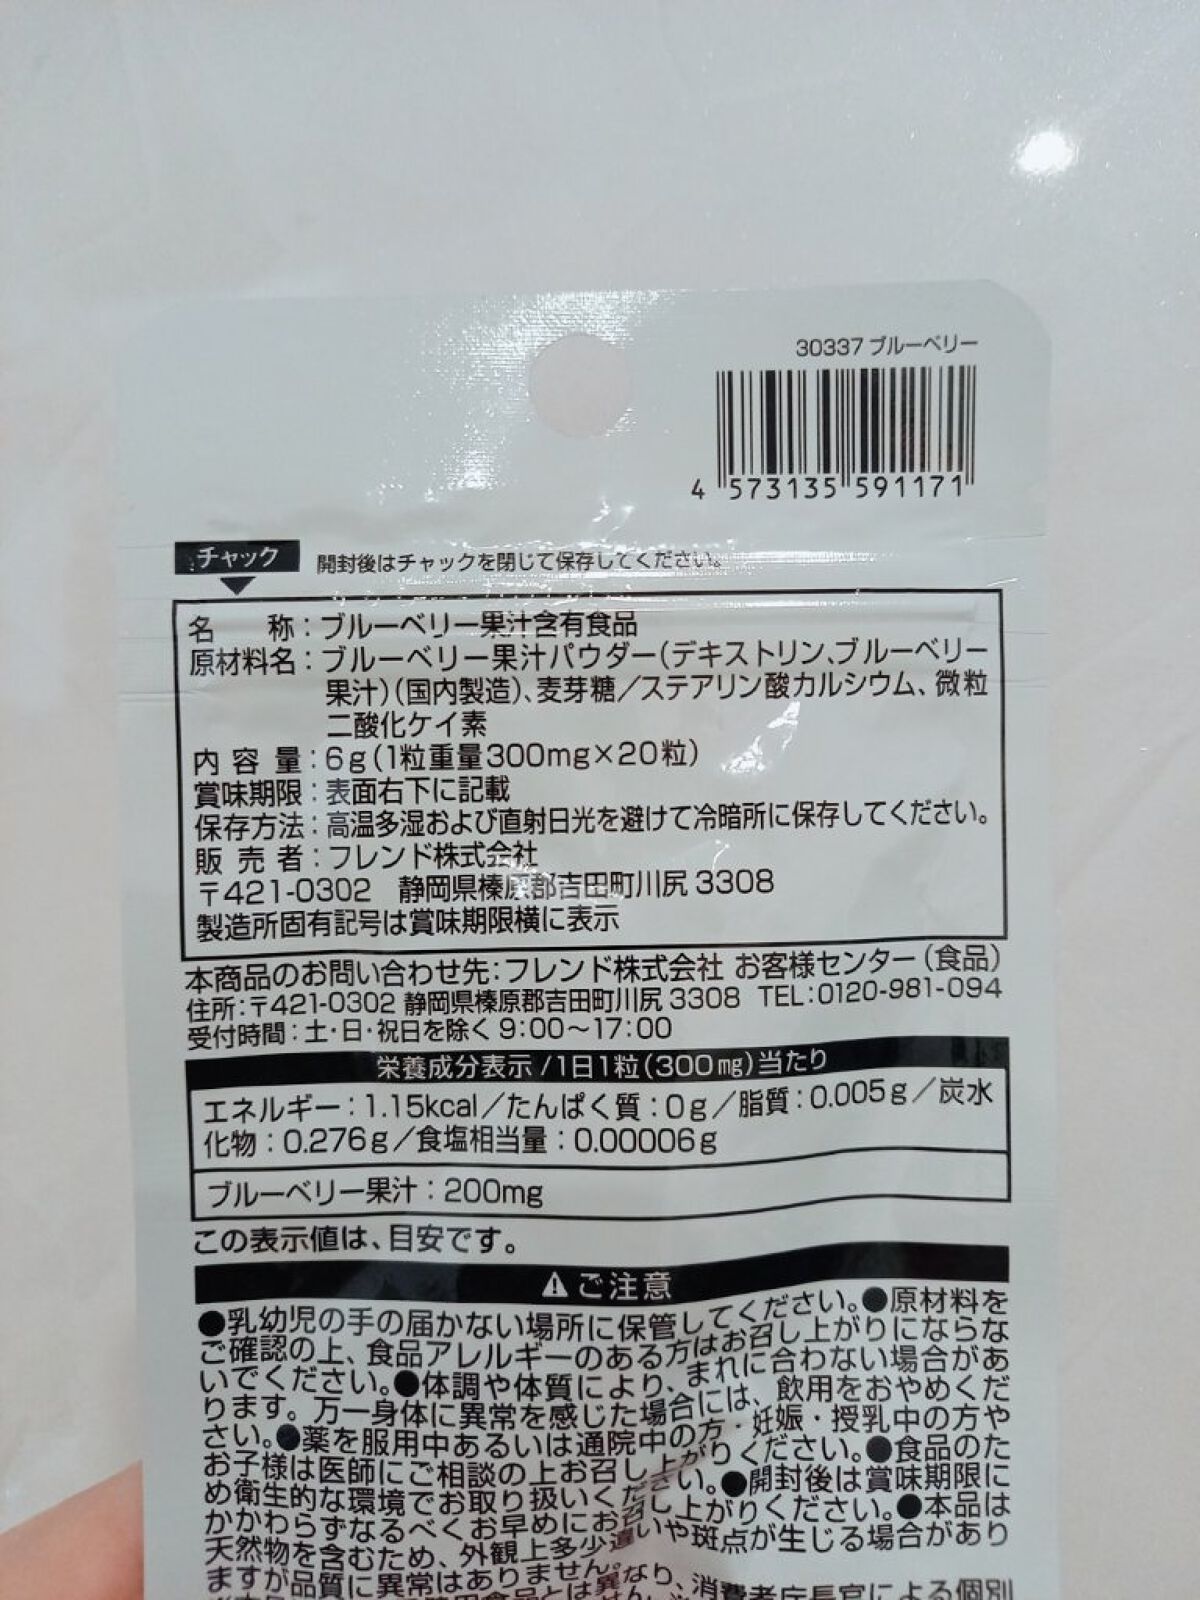 30337 ブルーベリー
4 573135 591171
チャック 開封後はチャックを閉じて保存してください。
名 称：ブルーベリー果汁含有食品
原材料名：ブルーベリー果汁パウダー（デキストリン、ブルーベリー
果汁）（国内製造）、麦芽糖／ステアリン酸カルシウム、微粒
二酸化ケイ素
内容量：6g（1粒重量300mg×20粒）
賞味期限：表面右下に記載
保存方法：高温多湿および直射日光を避けて冷暗所に保存してください。
販売者：フレンド株式会社
〒421-0302 静岡県榛原郡吉田町川尻3308
製造所固有記号は賞味期限横に表示
本商品のお問い合わせ先：フレンド株式会社 お客様センター（食品）
住所：〒421-0302 静岡県榛原郡吉田町川尻3308 TEL：0120-981-094
受付時間：土・日・祝日を除く 9：00～17：00
栄養成分表示/1日1粒（300㎎）当たり
エネルギー：1.15kcal／たんぱく質：0g／脂質：0.005g／炭水
化物：0.276g／食塩相当量：0.00006g
ブルーベリー果汁：200mg
この表示値は、目安です。
⚠ご注意
●乳幼児の手の届かない場所に保管してください。●原材料を
ご確認の上、食品アレルギーのある方はお召し上がりにならな
いでください。●体調や体質により、まれに合わない場合があ
ります。万一身体に異常を感じた場合には、飲用をおやめくだ
さい。●薬を服用中あるいは通院中の方・妊娠・授乳中の方や
お子様は医師にご相談の上お召し上がりください。●食品のた
め衛生的な環境でお取り扱いください。●開封後は賞味期限に
かかわらずなるべくお早めにお召し上がりください。●本品は
天然物を含むため、外観上多少違いや斑点が生じる場合があり
ますが品質に異常はありません。
なり、消費者庁長官による個別